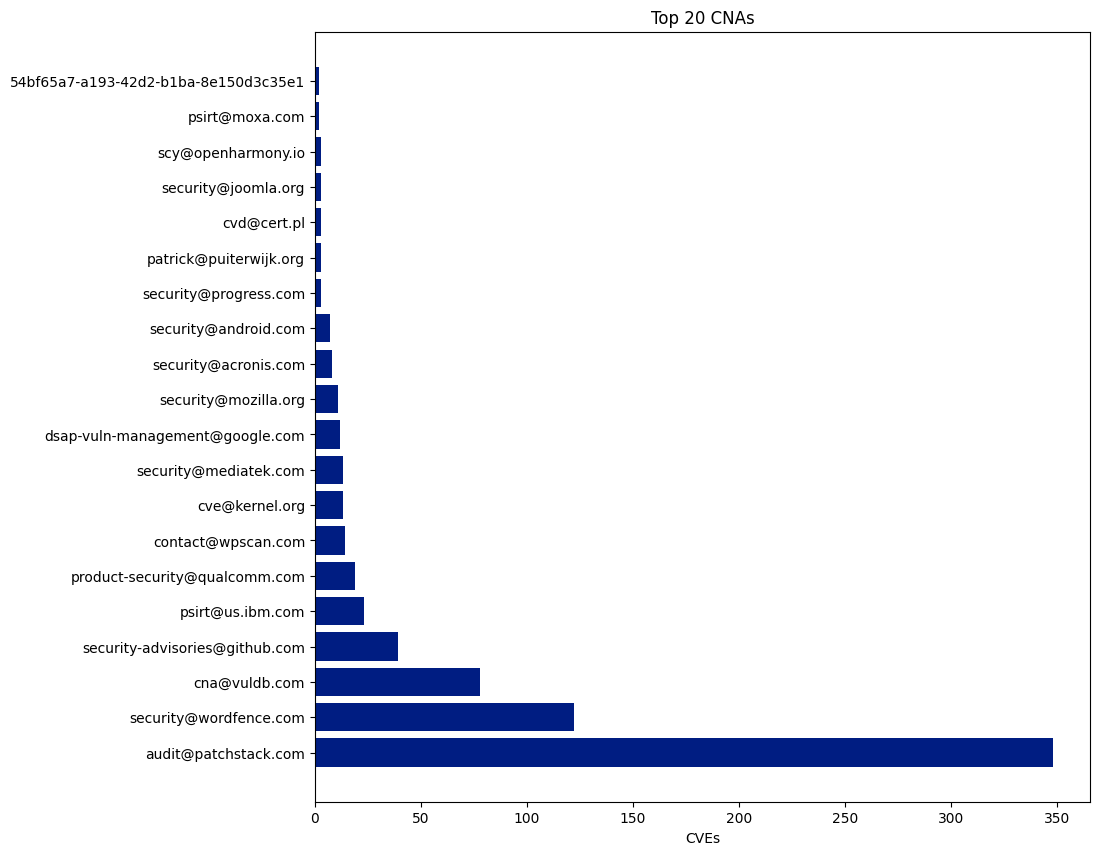 Top 20 CNAs
54bf65a7-a193-42d2-b1ba-8e150d3c35e1
psirt@moxa.com
scy@openharmony.io
security@joomla.org
cvd@cert.pl
patrick@puiterwijk.org
security@progress.com
security@android.com
security@acronis.com
security@mozilla.org
dsap-vuln-management@google.com
security@mediatek.com
cve@kernel.org
contact@wpscan.com
product-security@qualcomm.com
psirt@us.ibm.com
security-advisories@github.com
cna@vuldb.com
security@wordfence.com
audit@patchstack.com
0 50 100 150 200 250 300 350
CVEs